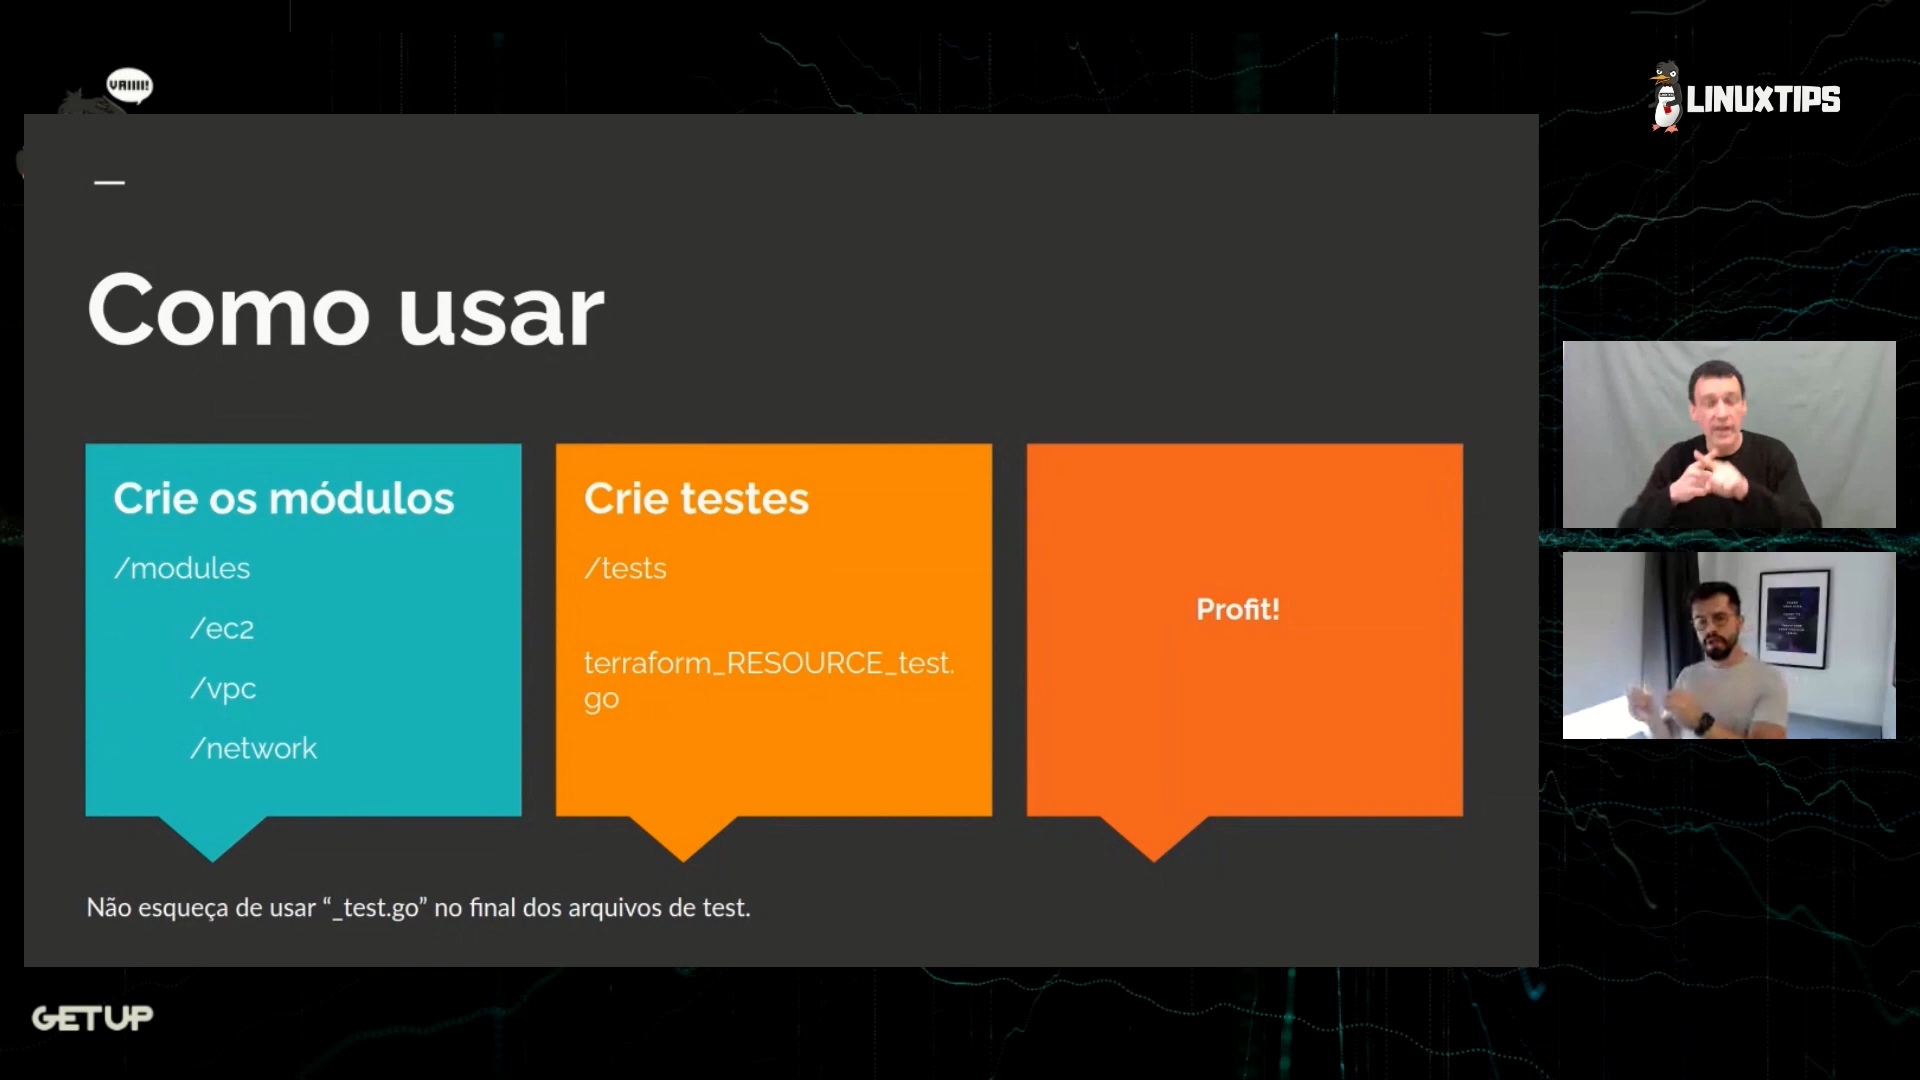 VAIIII!
LINUXTIPS
Como usar
Crie os módulos
/modules
/ec2
/vpc
/network
Crie testes
/tests
terraform_RESOURCE_test.
go
Profit!
Não esqueça de usar “_test.go” no final dos arquivos de test.
GETUP